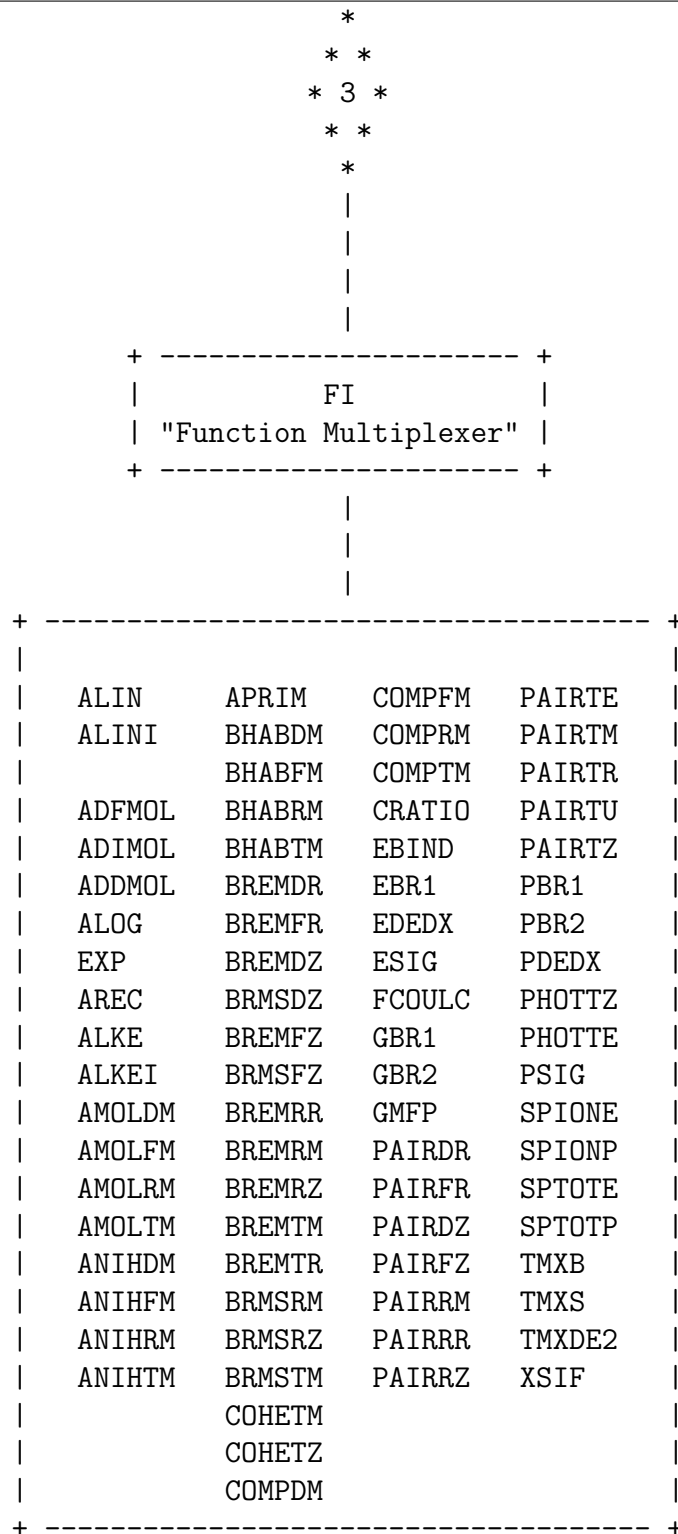 *
* *
* 3 *
* *
*
|
|
|
|
+ ---------------------- +
| FI |
| "Function Multiplexer" |
+ ---------------------- +
|
|
|
+ ------------------------------------- +
| |
| ALIN APRIM COMPFM PAIRTE |
| ALINI BHABDM COMPRM PAIRTM |
| BHABFM COMPTM PAIRTR |
| ADFMOL BHABRM CRATIO PAIRTU |
| ADIMOL BHABTM EBIND PAIRTZ |
| ADDMOL BREMDR EBR1 PBR1 |
| ALOG BREMFR EDEDX PBR2 |
| EXP BREMDZ ESIG PDEDX |
| AREC BRMSDZ FCOULC PHOTTZ |
| ALKE BREMFZ GBR1 PHOTTE |
| ALKEI BRMSFZ GBR2 PSIG |
| AMOLDM BREMRR GMFP SPIONE |
| AMOLFM BREMRM PAIRDR SPIONP |
| AMOLRM BREMRZ PAIRFR SPTOTE |
| AMOLTM BREMTM PAIRDZ SPTOTP |
| ANIHDM BREMTR PAIRFZ TMXB |
| ANIHFM BRMSRM PAIRRM TMXS |
| ANIHRM BRMSRZ PAIRRR TMXDE2 |
| ANIHTM BRMSTM PAIRRZ XSIF |
| COHETM |
| COHETZ |
| COMPDM |
+ ------------------------------------- +